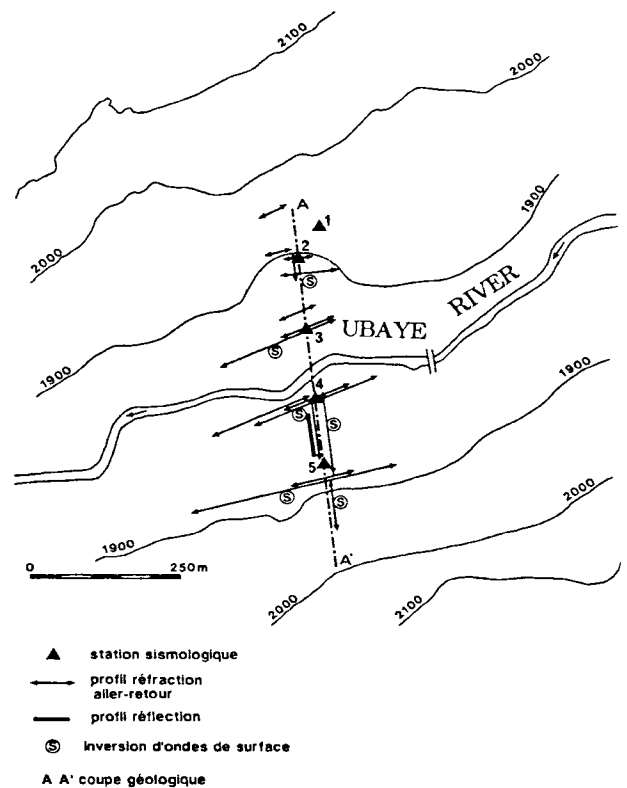 2100
2000
A
1
1900
2
2000
S
RIVER
UBAYE
3
S
1900
1900
4
S
S
5
S
S
2000
1900
A'
0 250m
2000
2100
station sismologique
profil réfraction
aller-retour
profil réflection
S inversion d'ondes de surface
A A' coupe géologique